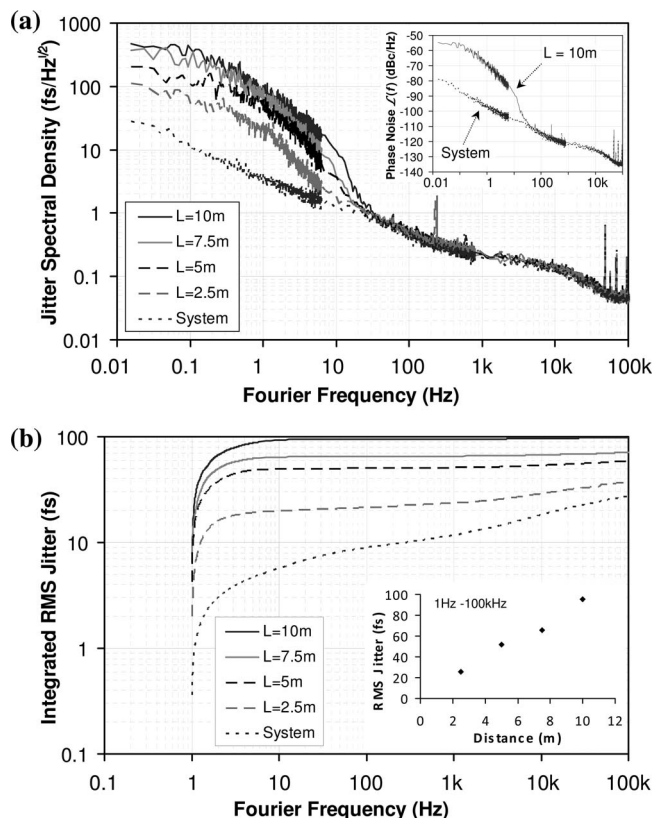 (a)
Jitter Spectral Density (fs/Hz^1/2)
1000
100
10
1
0.1
0.01
L=10m
L=7.5m
L=5m
L=2.5m
System
0.01
0.1
1
10
100
1k
10k
100k
Fourier Frequency (Hz)
Phase Noise ℒ(f) (dBc/Hz)
-50
-60
-70
-80
-90
-100
-110
-120
-130
-140
L = 10m
System
0.01
1
100
10k
(b)
Integrated RMS Jitter (fs)
100
10
1
0.1
L=10m
L=7.5m
L=5m
L=2.5m
System
0.1
1
10
100
1k
10k
100k
Fourier Frequency (Hz)
RMS Jitter (fs)
100
80
60
40
20
0
1Hz -100kHz
0
2
4
6
8
10
12
Distance (m)